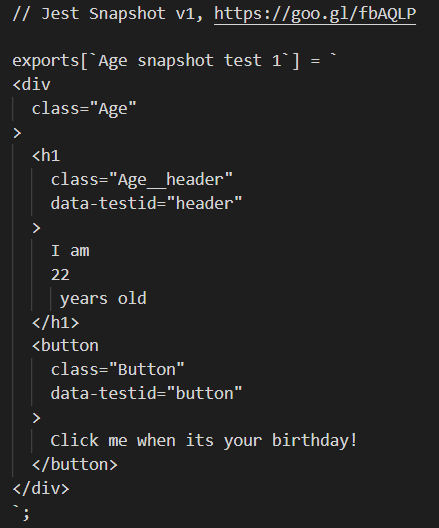 // Jest Snapshot v1, https://goo.gl/fbAQLP
exports[`Age snapshot test 1`] = `
<div
class="Age"
>
<h1
class="Age__header"
data-testid="header"
>
I am
22
years old
</h1>
<button
class="Button"
data-testid="button"
>
Click me when its your birthday!
</button>
</div>
`;